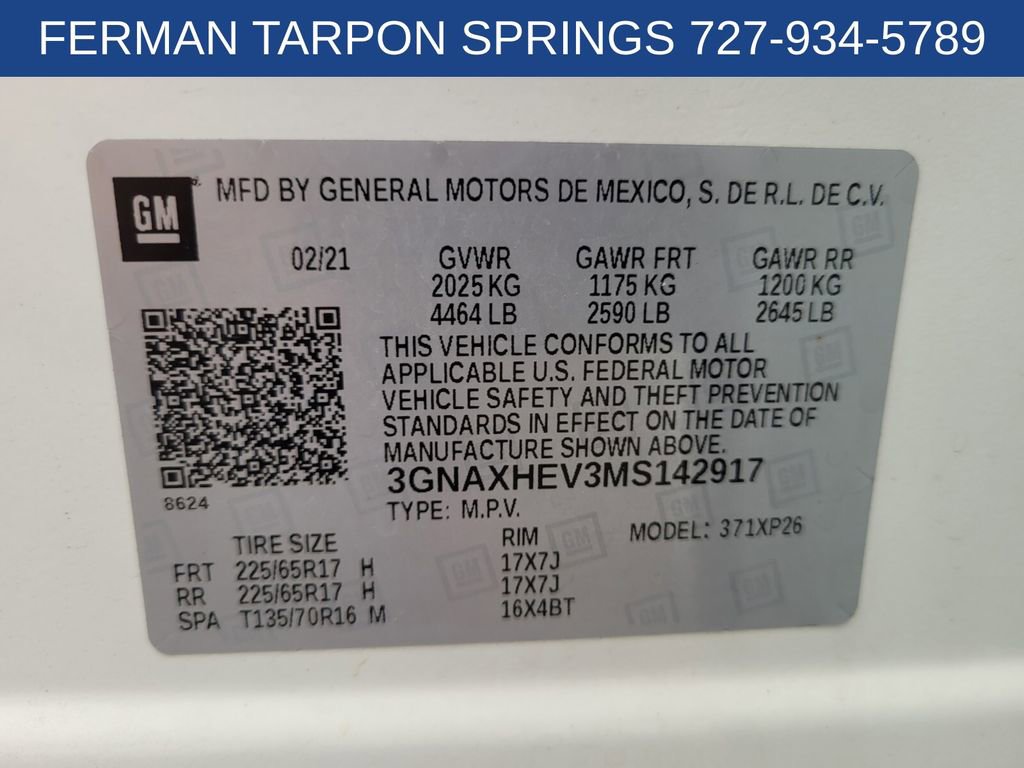 FERMAN TARPON SPRINGS 727-934-5789
GM MFD BY GENERAL MOTORS DE MEXICO, S. DE R.L. DE C.V.
02/21 GVWR GAWR FRT GAWR RR
2025 KG 1175 KG 1200 KG
4464 LB 2590 LB 2645 LB
THIS VEHICLE CONFORMS TO ALL
APPLICABLE U.S. FEDERAL MOTOR
VEHICLE SAFETY AND THEFT PREVENTION
STANDARDS IN EFFECT ON THE DATE OF
MANUFACTURE SHOWN ABOVE.
3GNAXHEV3MS142917
8624
TYPE: M.P.V.
TIRE SIZE RIM MODEL: 371XP26
FRT 225/65R17 H 17X7J
RR 225/65R17 H 17X7J
SPA T135/70R16 M 16X4BT